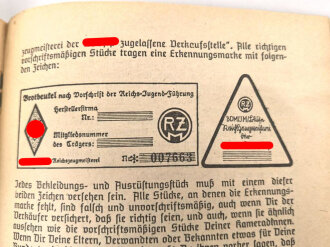 zeugmeisterei der zugelassene Verkaufsstelle". Alle richtigen
vorschriftsmäßigen Stücke tragen eine Erkennungsmarke mit folgen-
den Zeichen:
Brotbeutel nach Vorschrift der Reichs-Jugend-Führung
Herstellerfirma
Nr.:
Mitgliedsnummer
des Trägers:
RZM
Reichszeugmeisterei
№ 007663
RZM
Jedes Bekleidungs- und Ausrüstungsstück muß mit einem dieser
beiden Zeichen versehen sein. Alle Stücke, an denen die Erkennungs-
marke fehlt, sind falsch und unvorschriftsmäßig, auch wenn Dir der
Verkäufer versichert, daß sie richtig seien, und auch, wenn sie ähnlich
aussehen wie die vorschriftsmäßigen Stücke Deiner Kameradinnen.
Wenn Dir Deine Eltern, Verwandten oder Bekannten etwas für Deine